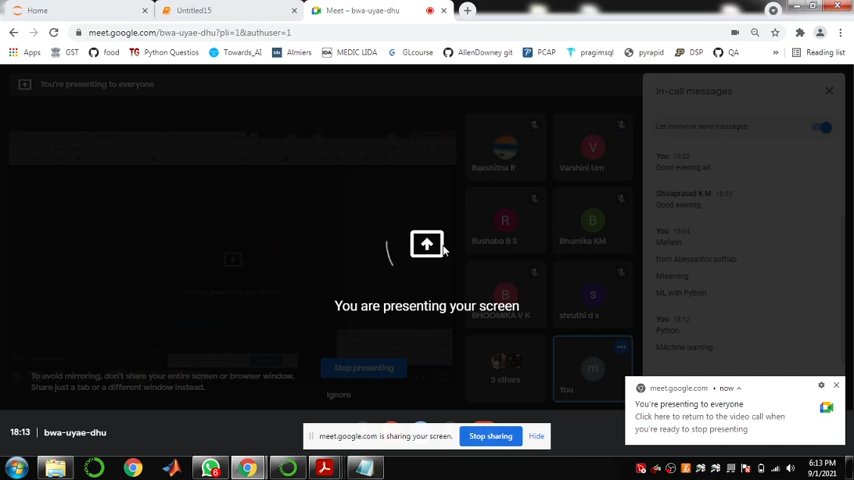 Home
Untitled15
Meet – bwa-uyae-dhu
meet.google.com/bwa-uyae-dhu?pli=1&authuser=1
Apps
GST
food
Python Questios
Towards_AI
AImiers
MEDIC LIDA
GLcourse
AllenDowney git
PCAP
pragimsql
pyrapid
DSP
QA
Reading list
You're presenting to everyone
In-call messages
Let everyone send messages
Rakshitha R
Varshini Um
Rushaba B S
Bhumika KM
BHOOMIKA V K
shruthi d s
3 others
You
You 18:02
Good evening all
Shivaprasad K M 18:03
Good evening
You 18:04
Mallesh
from Abeyaantrix softlab
Mlearning
ML with Python
You 18:12
Python
MAchine learning
You are presenting your screen
To avoid mirroring, don't share your entire screen or browser window.
Share just a tab or a different window instead.
Stop presenting
Ignore
meet.google.com • now
You're presenting to everyone
Click here to return to the video call when
you're ready to stop presenting
18:13 | bwa-uyae-dhu
meet.google.com is sharing your screen.
Stop sharing
Hide
6:13 PM
9/1/2021